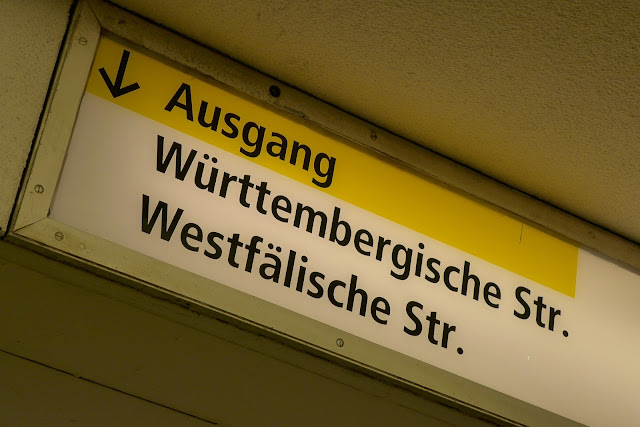 ↓ Ausgang
Württembergische Str.
Westfälische Str.